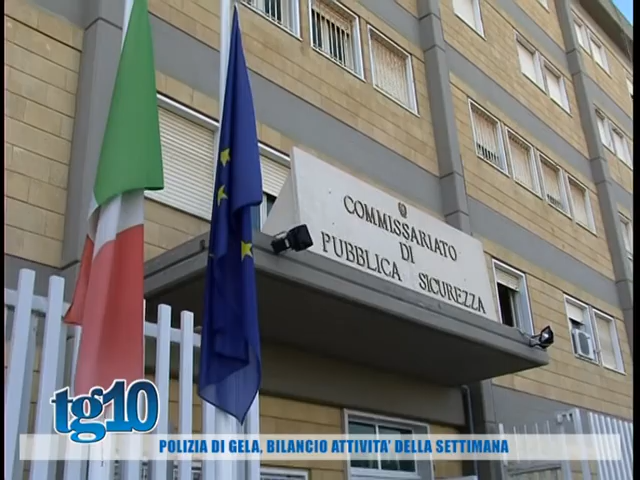 COMMISSARIATO
DI
PUBBLICA SICUREZZA
tg10
POLIZIA DI GELA, BILANCIO ATTIVITA' DELLA SETTIMANA